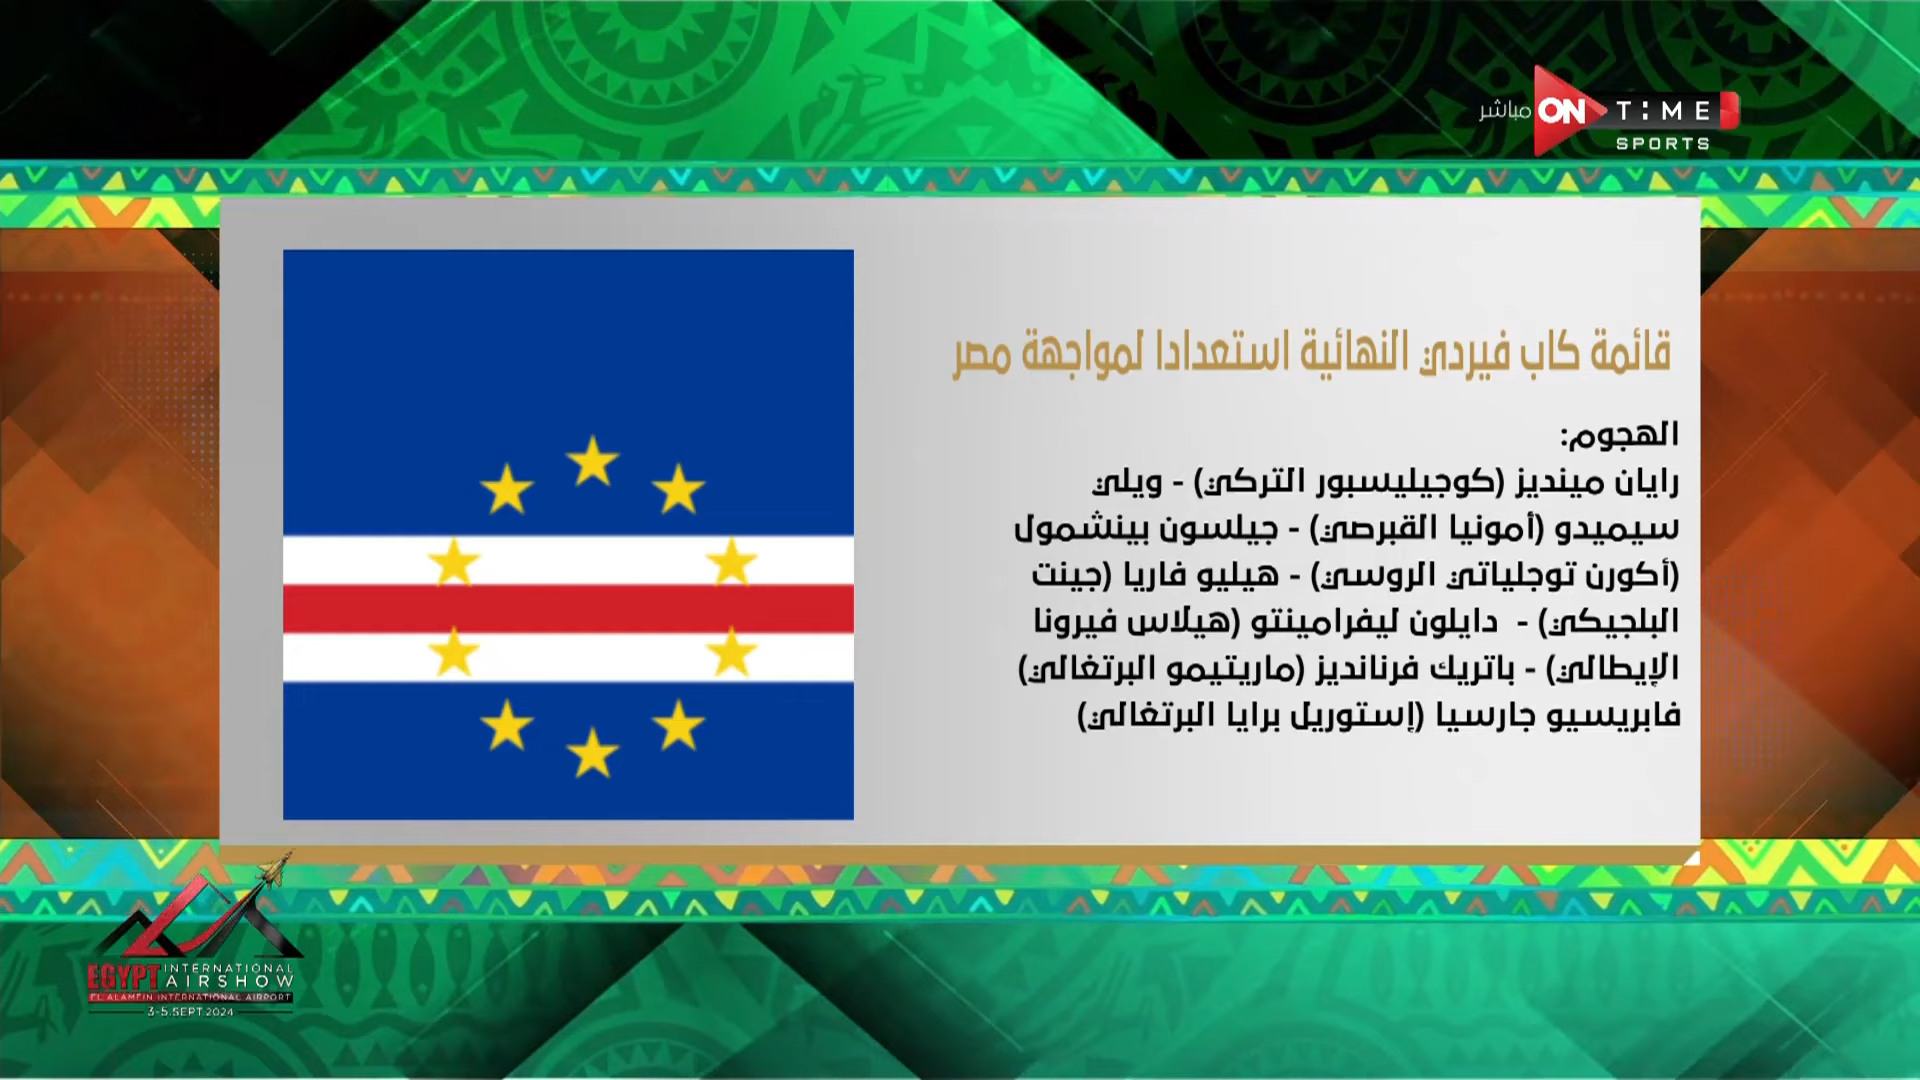 مباشر ON TIME
SPORTS
قائمة كاب فيردي النهائية استعدادا لمواجهة مصر
الهجوم:
رايان مينديز (كوجيليسبور التركي) - ويلي
سيميدو (أمونيا القبرصي) - جيلسون بينشمول
(أكورن توجلياتي الروسي) - هيليو فاريا (جينت
البلجيكي) - دايلون ليفرامينتو (هيلاس فيرونا
الإيطالي) - باتريك فرنانديز (ماريتيمو البرتغالي)
فابريسيو جارسيا (إستوريل برايا البرتغالي)
EGYPT INTERNATIONAL
AIRSHOW
EL ALAMEIN INTERNATIONAL AIRPORT
3-5.SEPT.2024